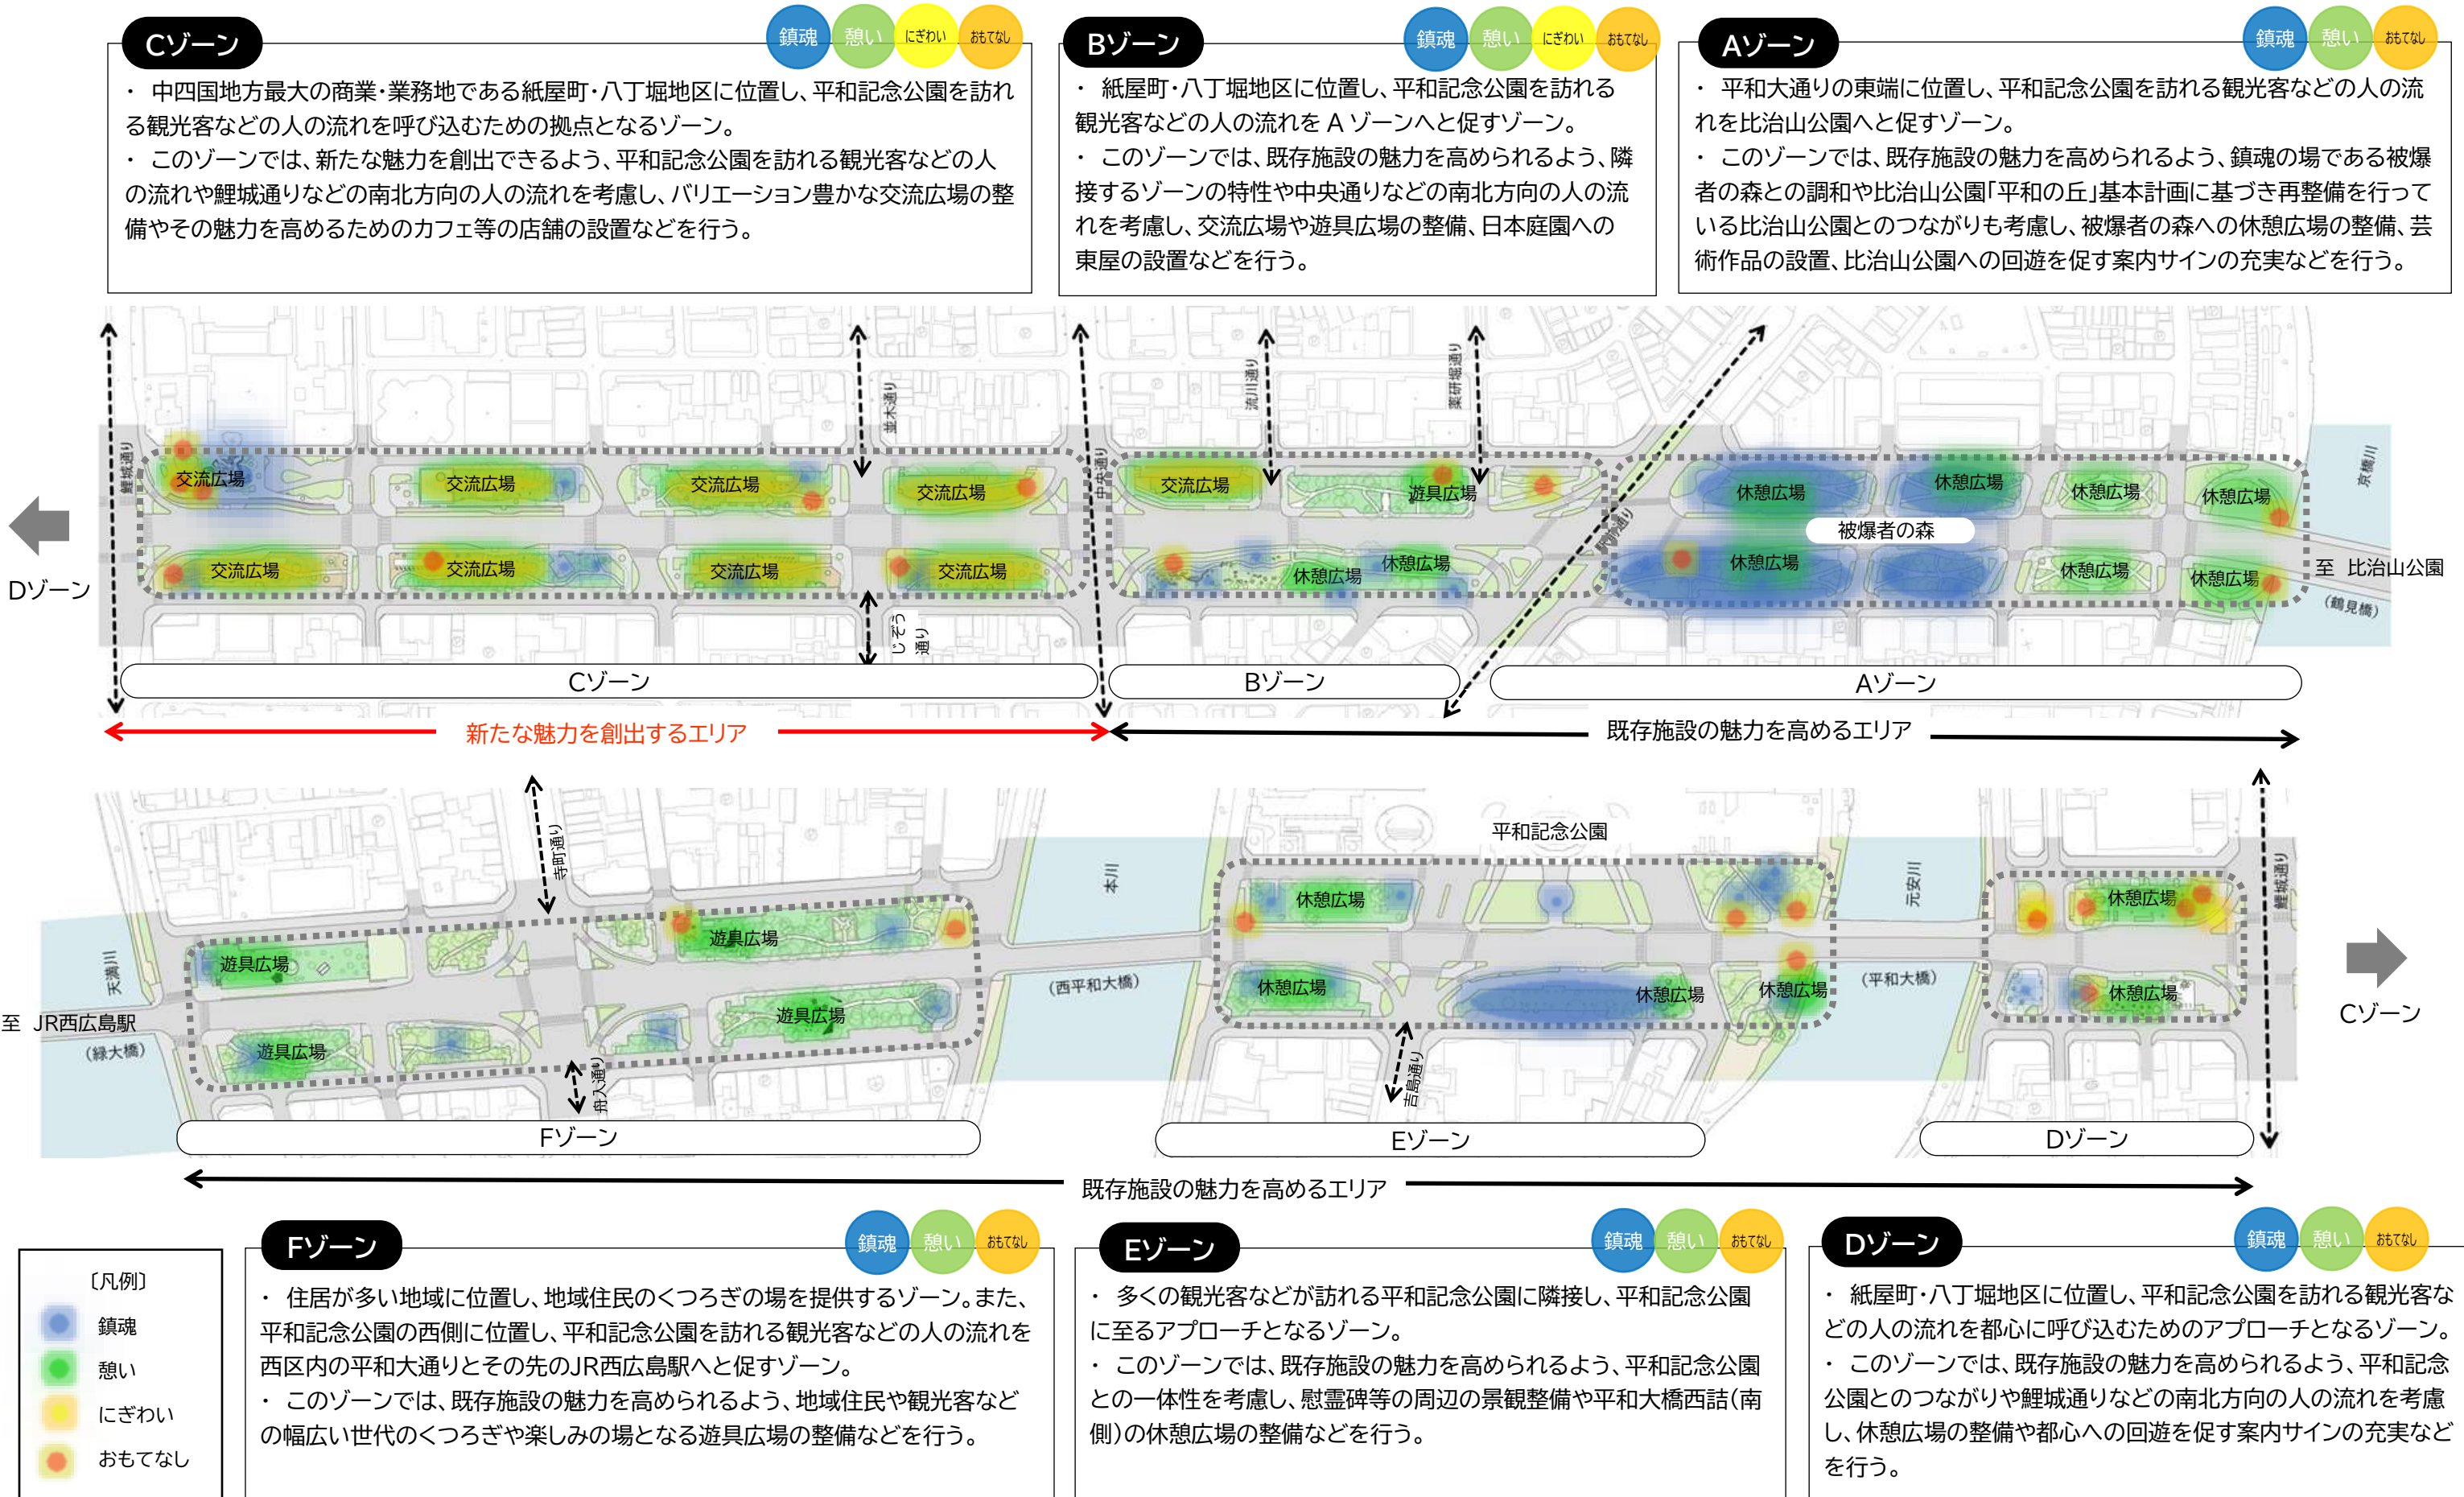 Cゾーン
鎮魂 憩い にぎわい おもてなし
・ 中四国地方最大の商業・業務地である紙屋町・八丁堀地区に位置し、平和記念公園を訪れ
る観光客などの人の流れを呼び込むための拠点となるゾーン。
・ このゾーンでは、新たな魅力を創出できるよう、平和記念公園を訪れる観光客などの人
の流れや鯉城通りなどの南北方向の人の流れを考慮し、バリエーション豊かな交流広場の整
備やその魅力を高めるためのカフェ等の店舗の設置などを行う。
Bゾーン
鎮魂 憩い にぎわい おもてなし
・ 紙屋町・八丁堀地区に位置し、平和記念公園を訪れる
観光客などの人の流れを A ゾーンへと促すゾーン。
・ このゾーンでは、既存施設の魅力を高められるよう、隣
接するゾーンの特性や中央通りなどの南北方向の人の流
れを考慮し、交流広場や遊具広場の整備、日本庭園への
東屋の設置などを行う。
Aゾーン
鎮魂 憩い おもてなし
・ 平和大通りの東端に位置し、平和記念公園を訪れる観光客などの人の流
れを比治山公園へと促すゾーン。
・ このゾーンでは、既存施設の魅力を高められるよう、鎮魂の場である被爆
者の森との調和や比治山公園「平和の丘」基本計画に基づき再整備を行って
いる比治山公園とのつながりも考慮し、被爆者の森への休憩広場の整備、芸
術作品の設置、比治山公園への回遊を促す案内サインの充実などを行う。
鯉城通り
並木通り
中央通り
流川通り
薬研堀通り
駅前通り
京橋川
交流広場 交流広場 交流広場 交流広場 交流広場 遊具広場 休憩広場 休憩広場 休憩広場 休憩広場
被爆者の森
Dゾーン
交流広場 交流広場 交流広場 交流広場 休憩広場 休憩広場 休憩広場 休憩広場 休憩広場
至 比治山公園
(鶴見橋)
じぞう
通り
Cゾーン
Bゾーン
Aゾーン
新たな魅力を創出するエリア
既存施設の魅力を高めるエリア
寺町通り
本川
平和記念公園
元安川
鯉城通り
天満川
遊具広場 遊具広場 休憩広場 休憩広場
(西平和大橋)
(平和大橋)
遊具広場 遊具広場 休憩広場 休憩広場 休憩広場 休憩広場
至 JR西広島駅
(緑大橋)
Cゾーン
舟入通り
吉島通り
Fゾーン
Eゾーン
Dゾーン
既存施設の魅力を高めるエリア
〔凡例〕
鎮魂
憩い
にぎわい
おもてなし
Fゾーン
鎮魂 憩い おもてなし
・ 住居が多い地域に位置し、地域住民のくつろぎの場を提供するゾーン。また、
平和記念公園の西側に位置し、平和記念公園を訪れる観光客などの人の流れを
西区内の平和大通りとその先のJR西広島駅へと促すゾーン。
・ このゾーンでは、既存施設の魅力を高められるよう、地域住民や観光客など
の幅広い世代のくつろぎや楽しみの場となる遊具広場の整備などを行う。
Eゾーン
鎮魂 憩い おもてなし
・ 多くの観光客などが訪れる平和記念公園に隣接し、平和記念公園
に至るアプローチとなるゾーン。
・ このゾーンでは、既存施設の魅力を高められるよう、平和記念公園
との一体性を考慮し、慰霊碑等の周辺の景観整備や平和大橋西詰(南
側)の休憩広場の整備などを行う。
Dゾーン
鎮魂 憩い おもてなし
・ 紙屋町・八丁堀地区に位置し、平和記念公園を訪れる観光客な
どの人の流れを都心に呼び込むためのアプローチとなるゾーン。
・ このゾーンでは、既存施設の魅力を高められるよう、平和記念
公園とのつながりや鯉城通りなどの南北方向の人の流れを考慮
し、休憩広場の整備や都心への回遊を促す案内サインの充実など
を行う。